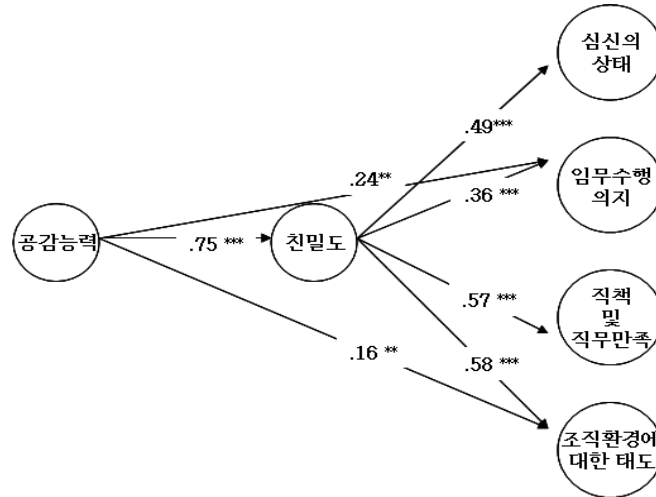 심신의
상태
.49***
.24**
임무수행
의지
.36 ***
공감능력
.75 ***
친밀도
.57 ***
직책
및
직무만족
.16 **
.58 ***
조직환경에
대한 태도